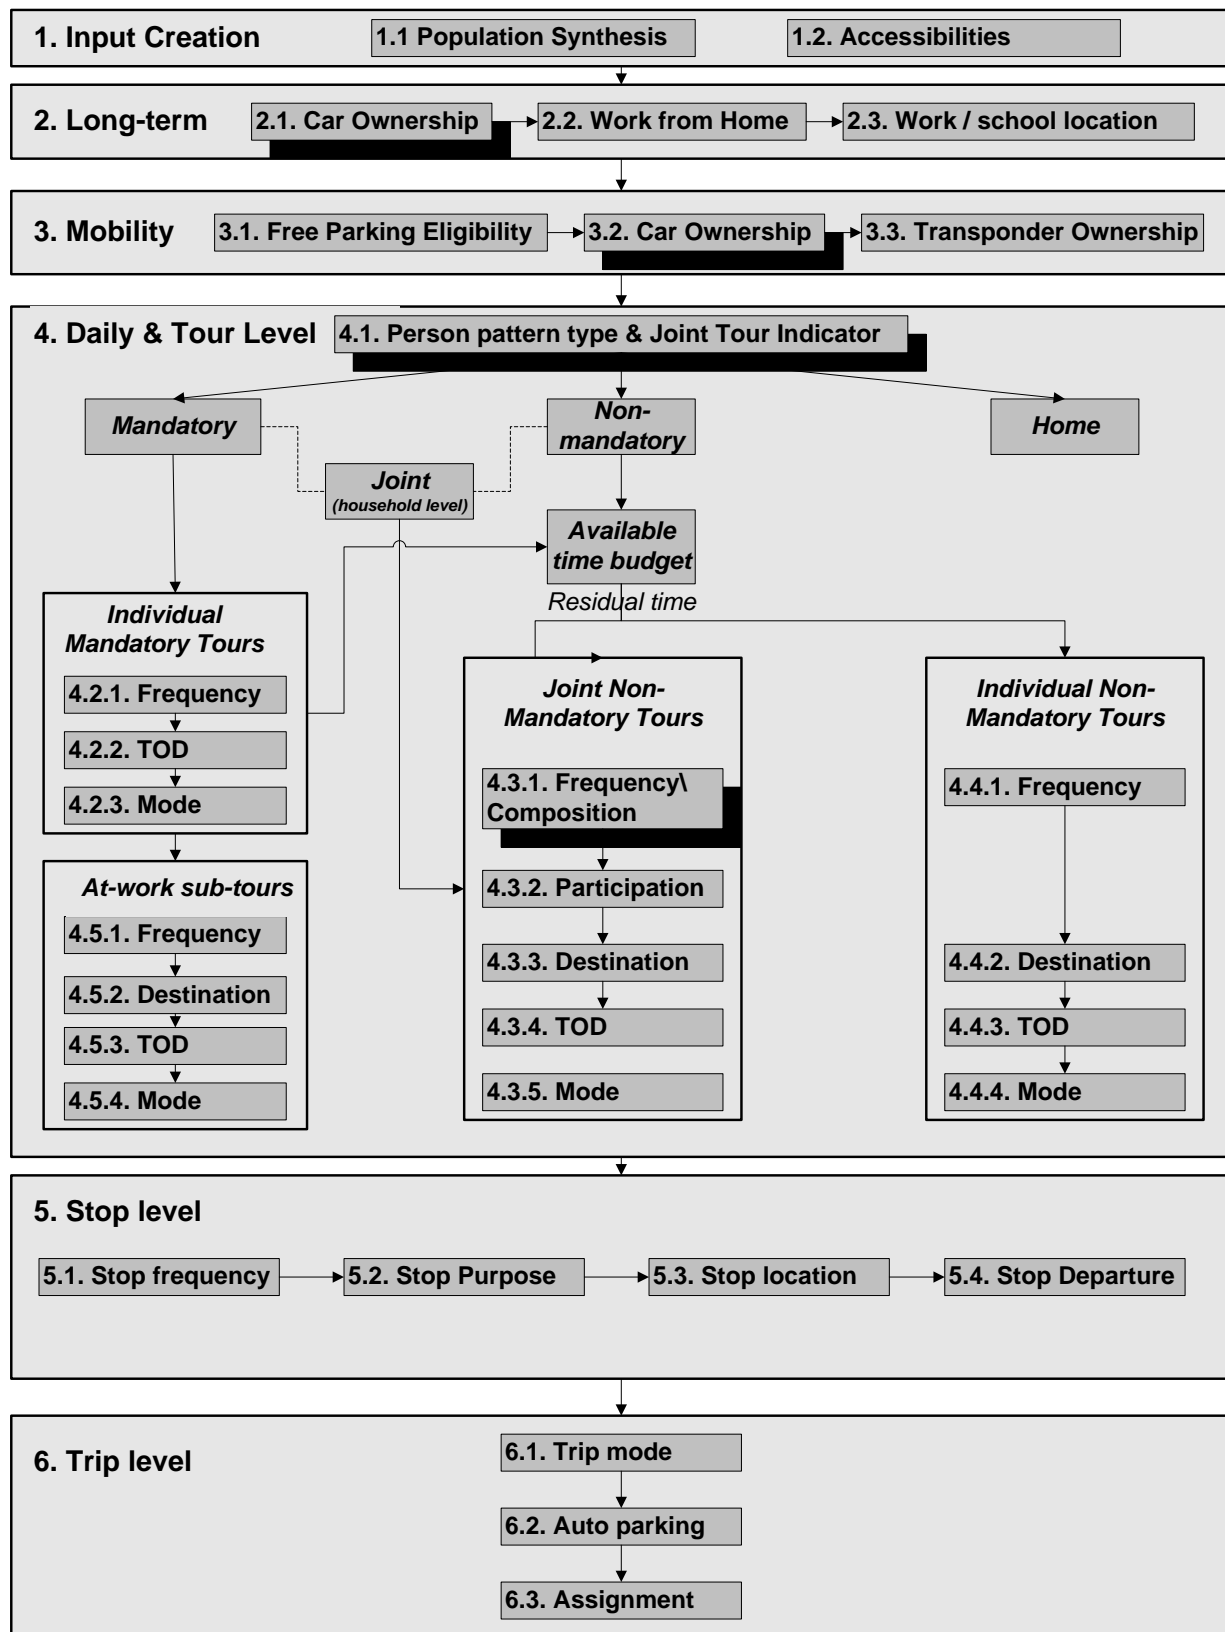 1. Input Creation
1.1 Population Synthesis
1.2. Accessibilities
2. Long-term
2.1. Car Ownership
2.2. Work from Home
2.3. Work / school location
3. Mobility
3.1. Free Parking Eligibility
3.2. Car Ownership
3.3. Transponder Ownership
4. Daily & Tour Level
4.1. Person pattern type & Joint Tour Indicator
Mandatory
Non-
mandatory
Home
Joint
(household level)
Available
time budget
Residual time
Individual
Mandatory Tours
4.2.1. Frequency
4.2.2. TOD
4.2.3. Mode
At-work sub-tours
4.5.1. Frequency
4.5.2. Destination
4.5.3. TOD
4.5.4. Mode
Joint Non-
Mandatory Tours
4.3.1. Frequency\
Composition
4.3.2. Participation
4.3.3. Destination
4.3.4. TOD
4.3.5. Mode
Individual Non-
Mandatory Tours
4.4.1. Frequency
4.4.2. Destination
4.4.3. TOD
4.4.4. Mode
5. Stop level
5.1. Stop frequency
5.2. Stop Purpose
5.3. Stop location
5.4. Stop Departure
6. Trip level
6.1. Trip mode
6.2. Auto parking
6.3. Assignment